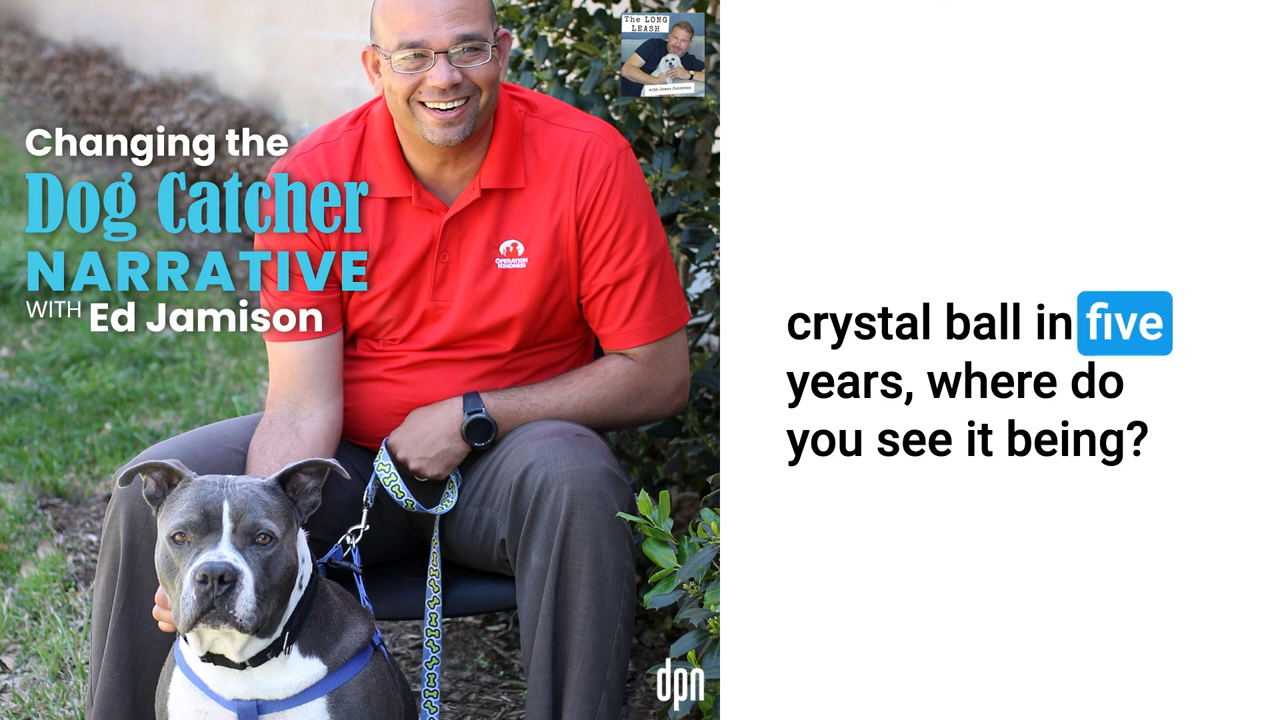 The LONG
LEASH
Changing the
Dog Catcher
NARRATIVE
WITH Ed Jamison
OPERATION
KINDNESS
crystal ball in five
years, where do
you see it being?
dpn